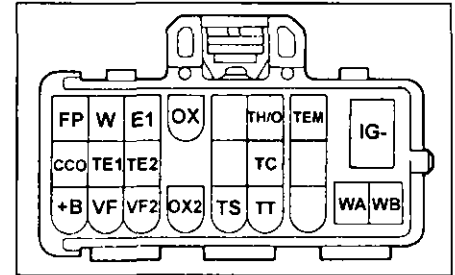 FP W E1 OX TH/O TEM
IG-
CCO TE1 TE2 TC
+B VF VF2 OX2 TS TT WA WB